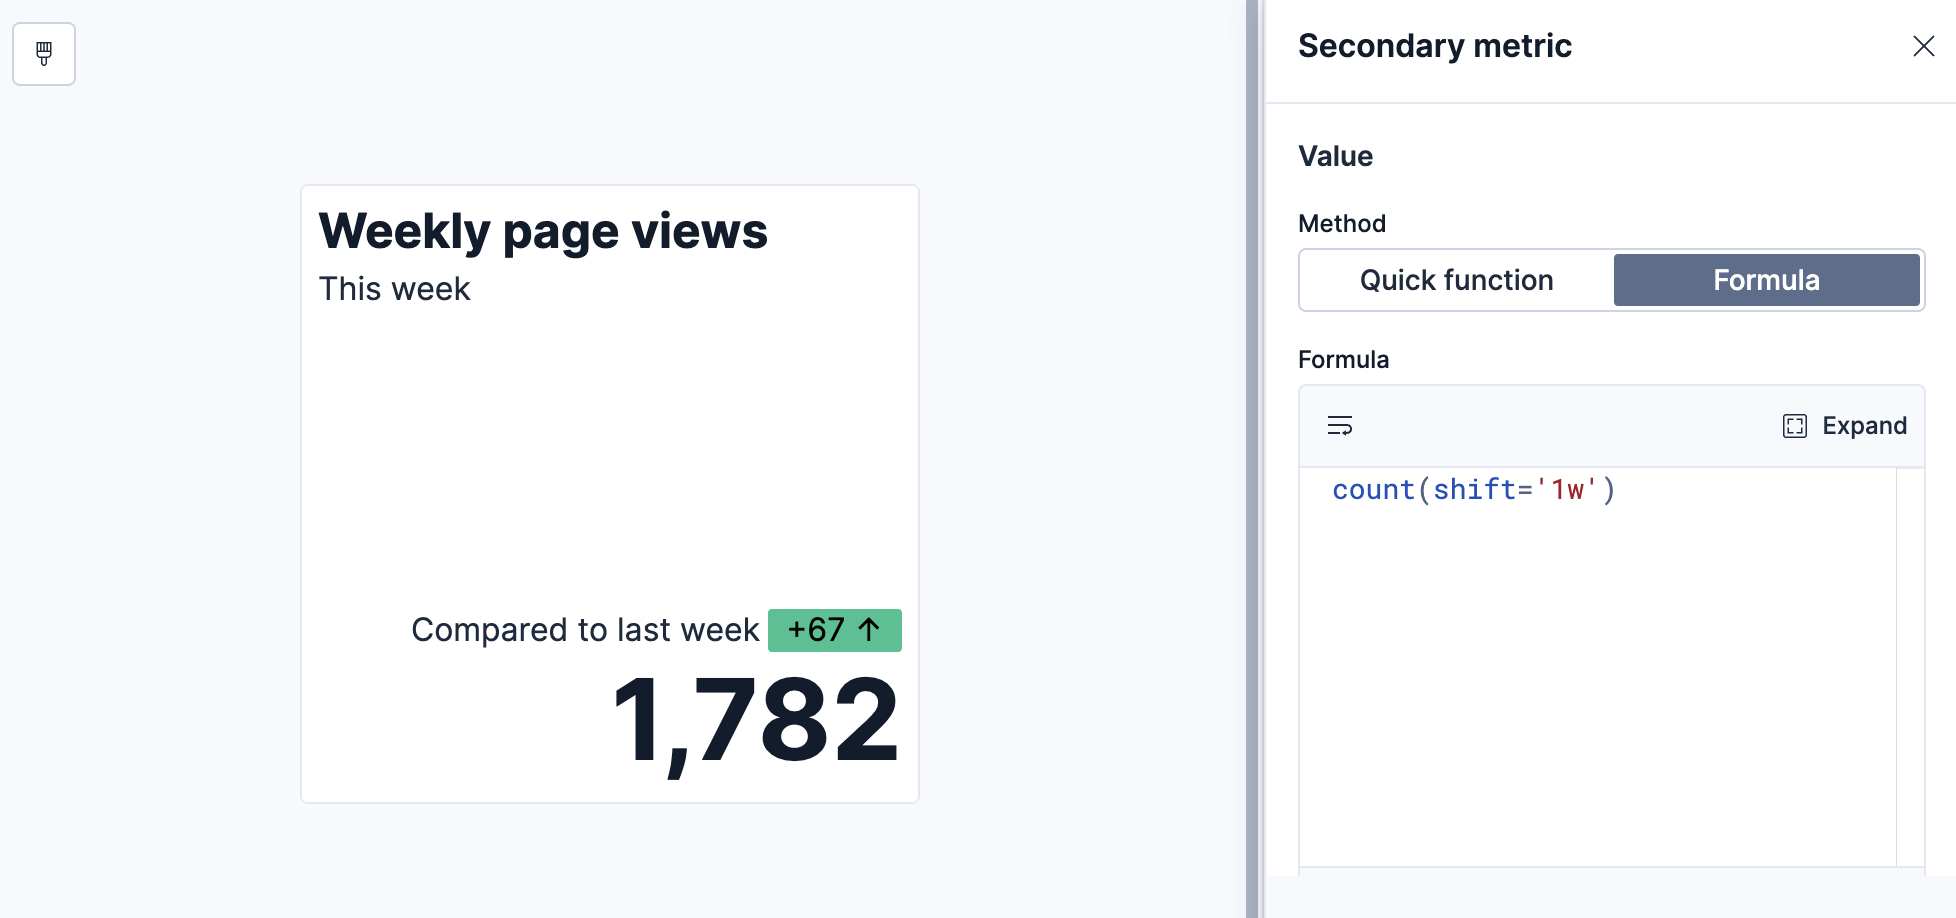 Weekly page views
This week
Compared to last week +67 ↑
1,782
Secondary metric
Value
Method
Quick function Formula
Formula
Expand
count(shift='1w')